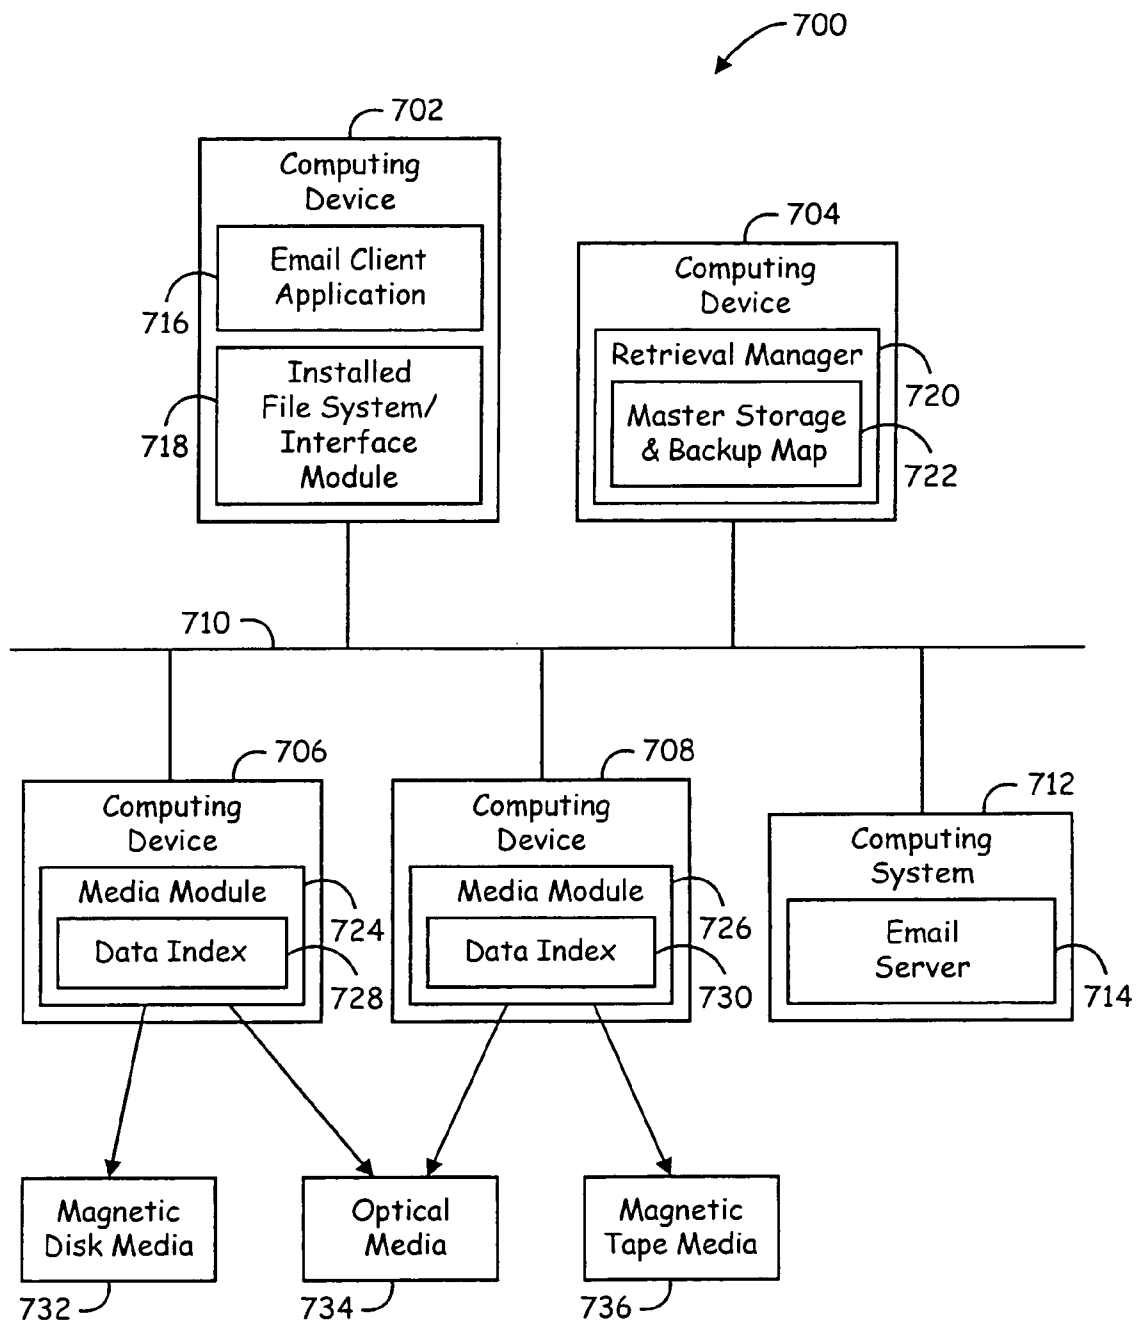 700
702
Computing
Device
Email Client
Application
716
Installed
File System/
Interface
Module
718
704
Computing
Device
Retrieval Manager
720
Master Storage
& Backup Map
722
710
706
Computing
Device
Media Module
724
Data Index
728
708
Computing
Device
Media Module
726
Data Index
730
712
Computing
System
Email
Server
714
Magnetic
Disk Media
732
Optical
Media
734
Magnetic
Tape Media
736